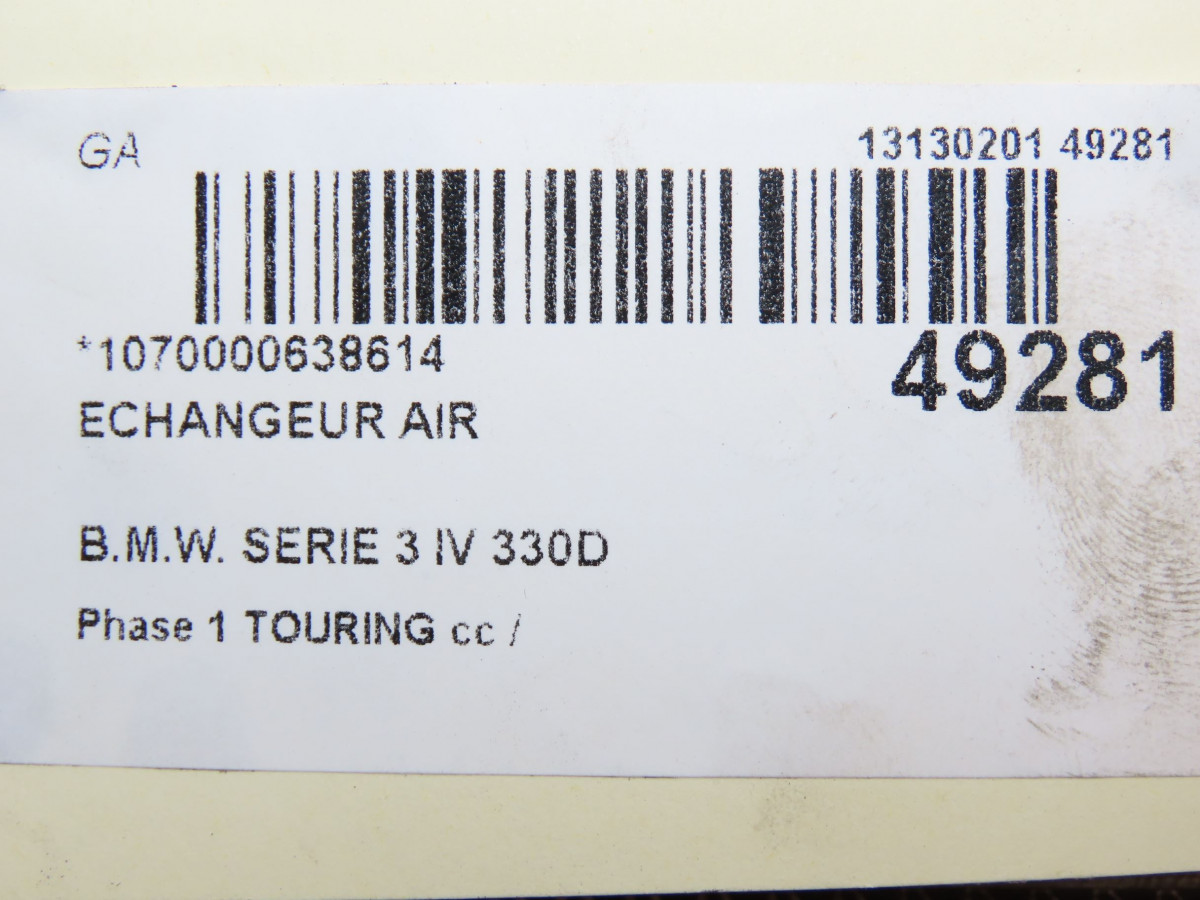 GA
13130201 49281
*1070000638614
49281
ECHANGEUR AIR
B.M.W. SERIE 3 IV 330D
Phase 1 TOURING cc /